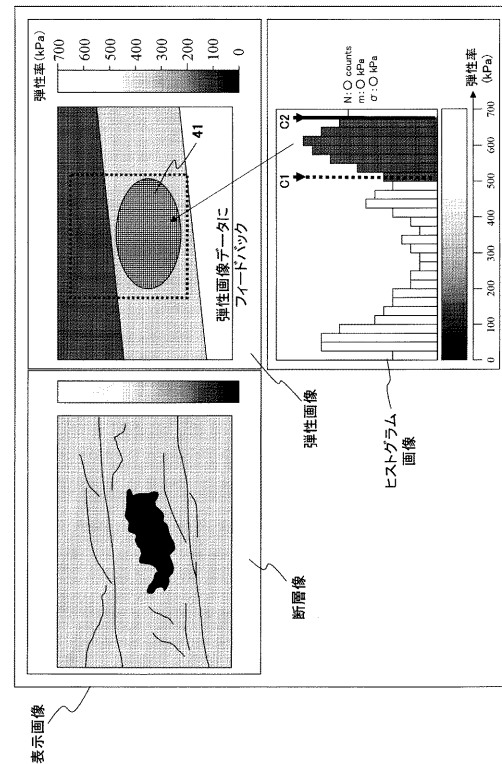 表示画像
断層像
弾性画像
弾性率(kPa)
700
600
500
400
300
200
100
0
41
弾性画像データに
フィードバック
ヒストグラム
画像
C1
C2
N:〇 counts
m:〇 kPa
σ:〇 kPa
0
100
200
300
400
500
600
700
(kPa)
弾性率